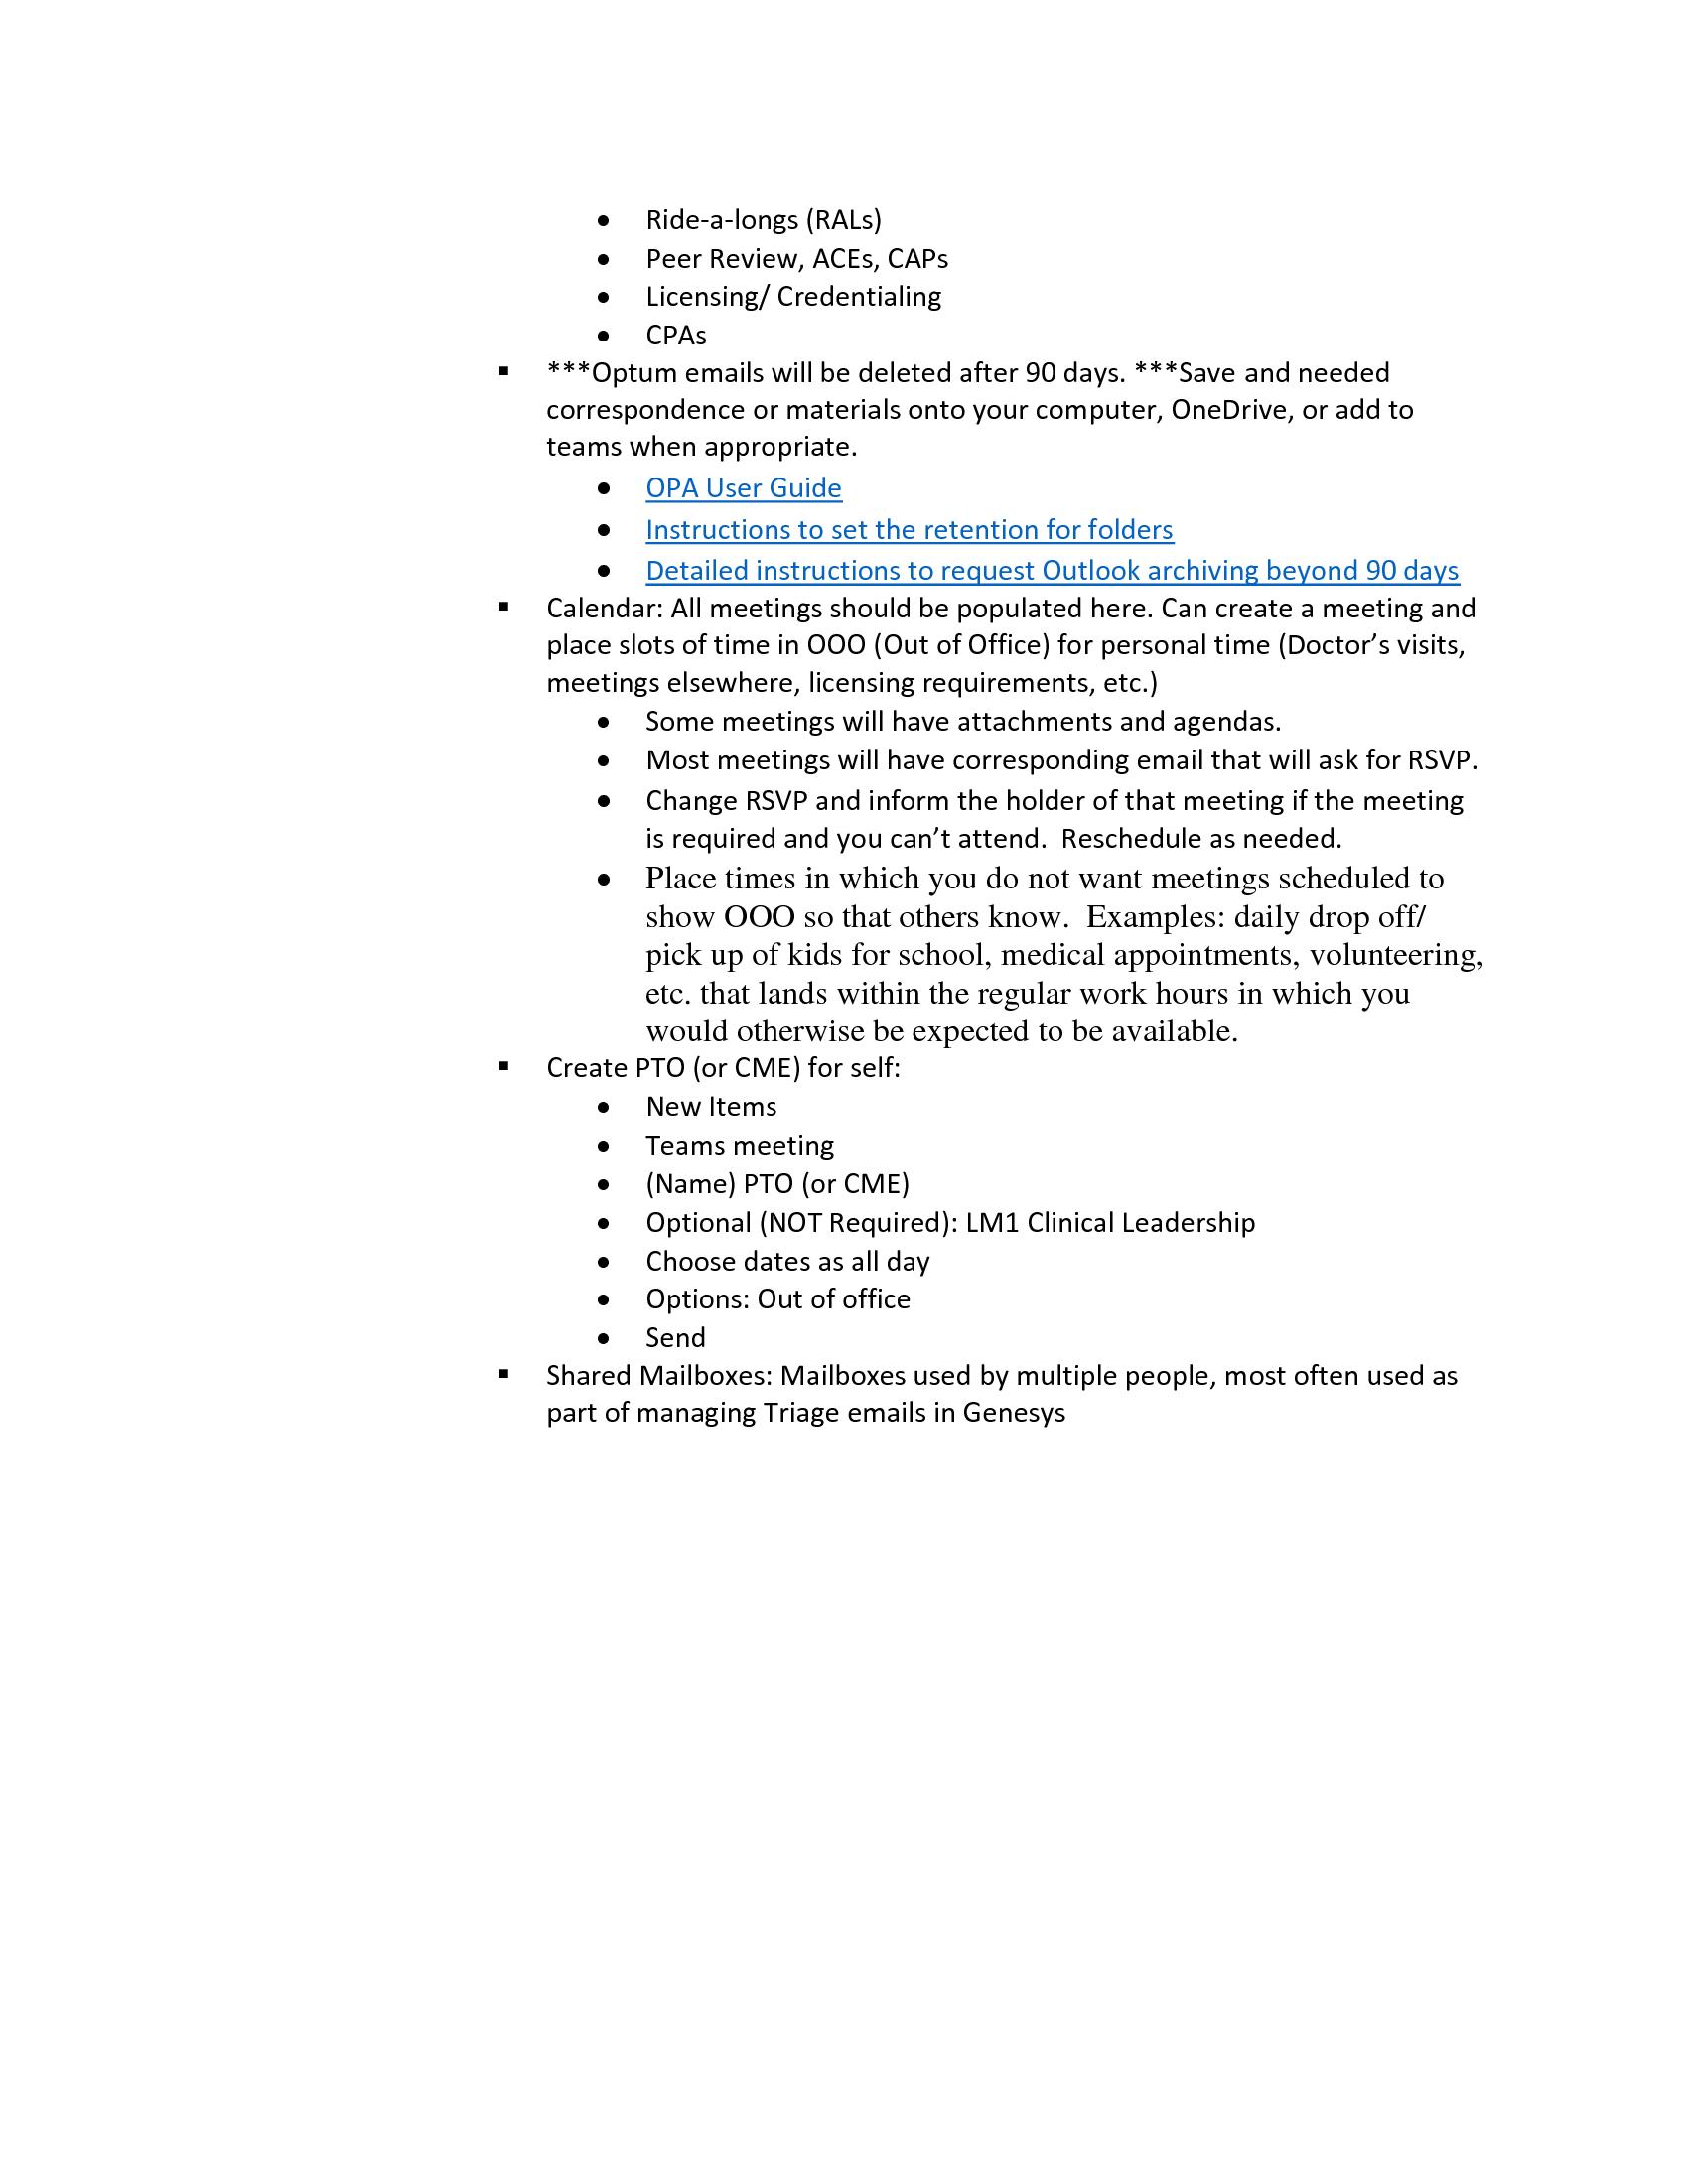 • Ride-a-longs (RALs)
• Peer Review, ACEs, CAPs
• Licensing/ Credentialing
• CPAs
▪ ***Optum emails will be deleted after 90 days. ***Save and needed
correspondence or materials onto your computer, OneDrive, or add to
teams when appropriate.
• OPA User Guide
• Instructions to set the retention for folders
• Detailed instructions to request Outlook archiving beyond 90 days
▪ Calendar: All meetings should be populated here. Can create a meeting and
place slots of time in OOO (Out of Office) for personal time (Doctor’s visits,
meetings elsewhere, licensing requirements, etc.)
• Some meetings will have attachments and agendas.
• Most meetings will have corresponding email that will ask for RSVP.
• Change RSVP and inform the holder of that meeting if the meeting
is required and you can’t attend.  Reschedule as needed.
• Place times in which you do not want meetings scheduled to
show OOO so that others know.  Examples: daily drop off/
pick up of kids for school, medical appointments, volunteering,
etc. that lands within the regular work hours in which you
would otherwise be expected to be available.
▪ Create PTO (or CME) for self:
• New Items
• Teams meeting
• (Name) PTO (or CME)
• Optional (NOT Required): LM1 Clinical Leadership
• Choose dates as all day
• Options: Out of office
• Send
▪ Shared Mailboxes: Mailboxes used by multiple people, most often used as
part of managing Triage emails in Genesys